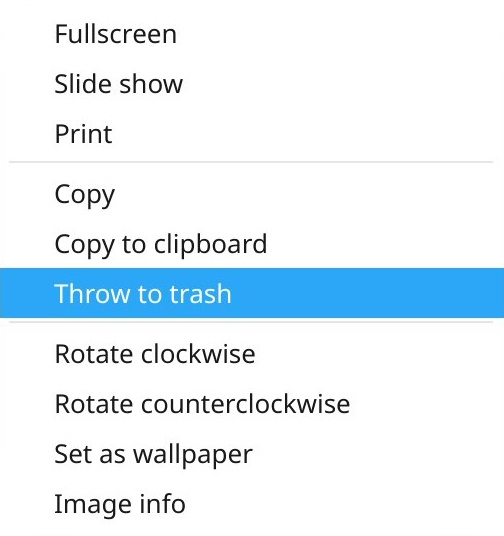 Fullscreen
Slide show
Print
Copy
Copy to clipboard
Throw to trash
Rotate clockwise
Rotate counterclockwise
Set as wallpaper
Image info